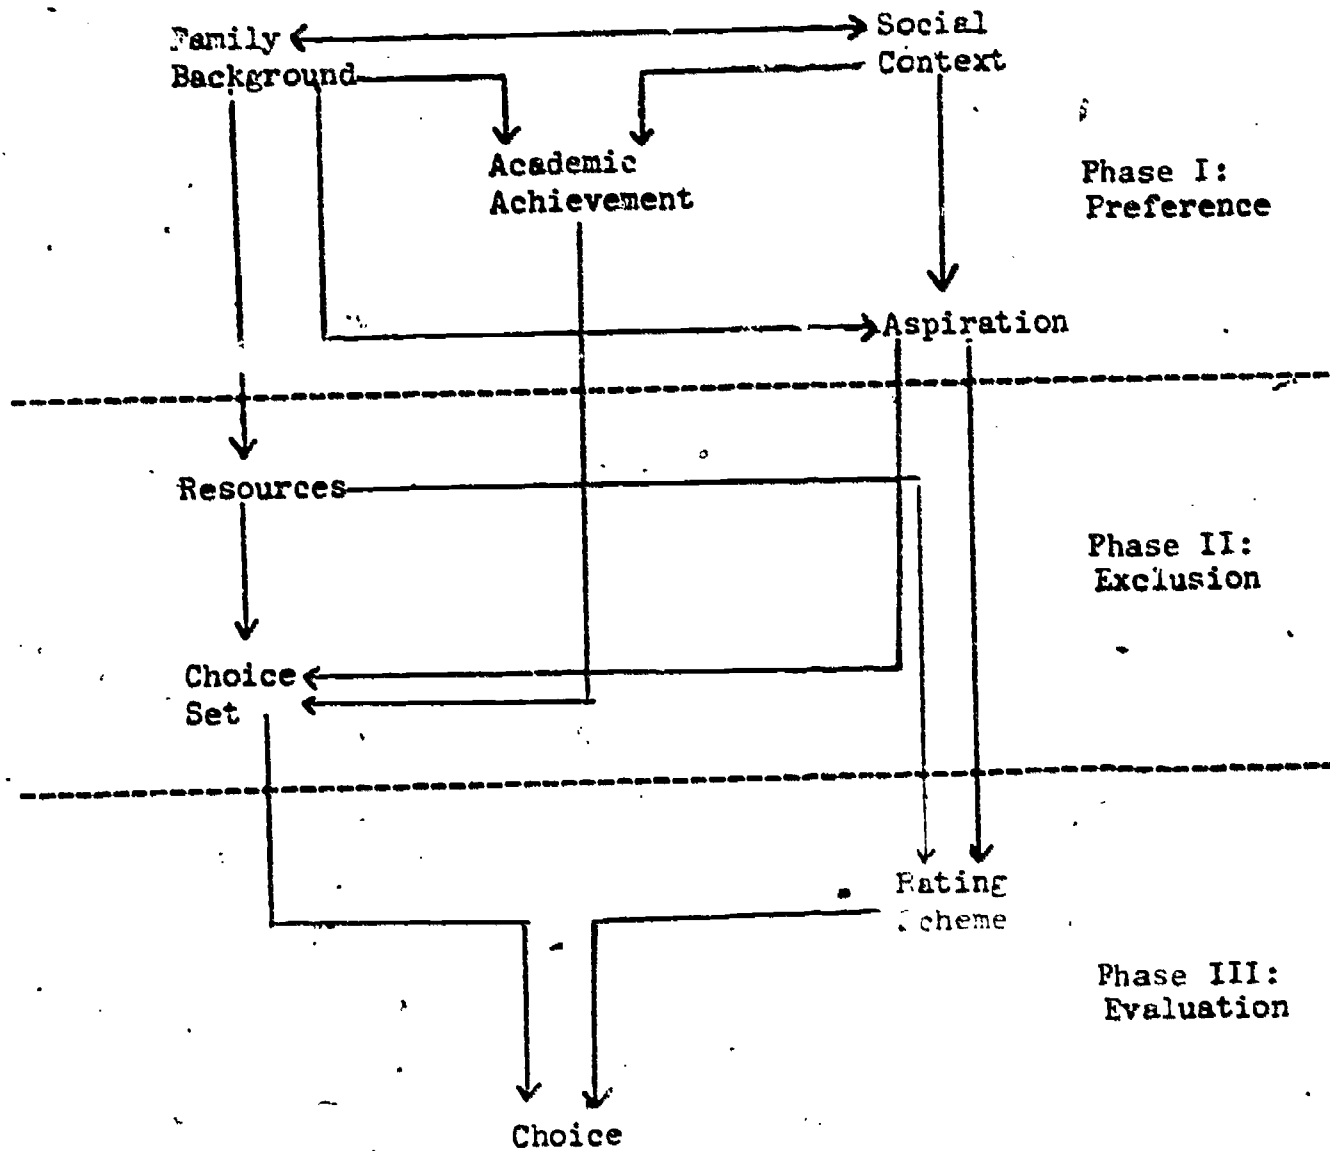 Family
Background
Social
Context
Academic
Achievement
Phase I:
Preference
Aspiration
Resources
Phase II:
Exclusion
Choice
Set
Rating
Scheme
Phase III:
Evaluation
Choice